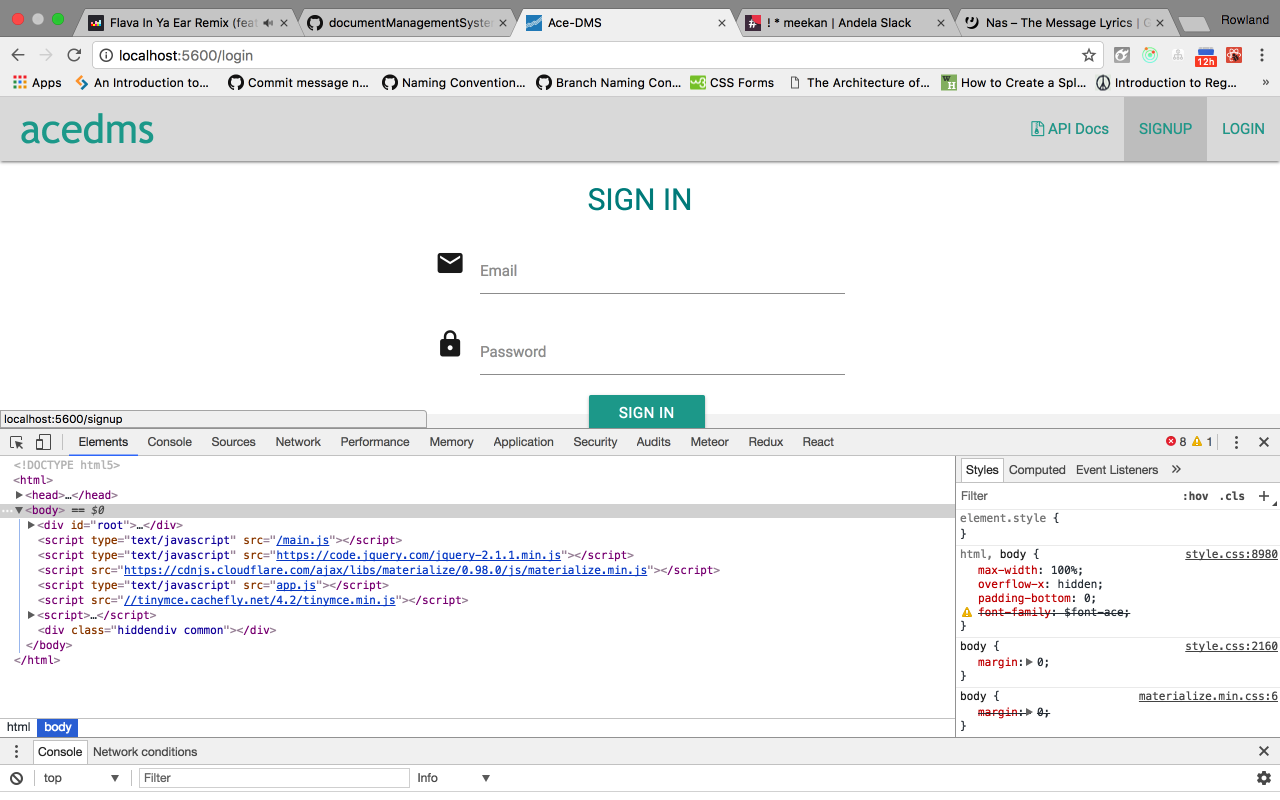 Flava In Ya Ear Remix (feat
documentManagementSyste
Ace-DMS
! * meekan | Andela Slack
Nas – The Message Lyrics | G
Rowland
localhost:5600/login
12h
Apps
An Introduction to...
Commit message n...
Naming Convention...
Branch Naming Con...
CSS Forms
The Architecture of...
How to Create a Spl...
Introduction to Reg...
»
acedms
API Docs
SIGNUP
LOGIN
SIGN IN
Email
Password
SIGN IN
localhost:5600/signup
Elements
Console
Sources
Network
Performance
Memory
Application
Security
Audits
Meteor
Redux
React
8
1
<!DOCTYPE html5>
<html>
<head>…</head>
… <body> == $0
<div id="root">…</div>
<script type="text/javascript" src="/main.js"></script>
<script type="text/javascript" src="https://code.jquery.com/jquery-2.1.1.min.js"></script>
<script src="https://cdnjs.cloudflare.com/ajax/libs/materialize/0.98.0/js/materialize.min.js"></script>
<script type="text/javascript" src="app.js"></script>
<script src="//tinymce.cachefly.net/4.2/tinymce.min.js"></script>
<script>…</script>
<div class="hiddendiv common"></div>
</body>
</html>
html
body
Styles
Computed
Event Listeners
»
Filter
:hov
.cls
+
element.style {
}
html, body {
style.css:8980
max-width: 100%;
overflow-x: hidden;
padding-bottom: 0;
font-family: $font-ace;
}
body {
style.css:2160
margin: 0;
}
body {
materialize.min.css:6
margin: 0;
}
Console
Network conditions
top
Filter
Info